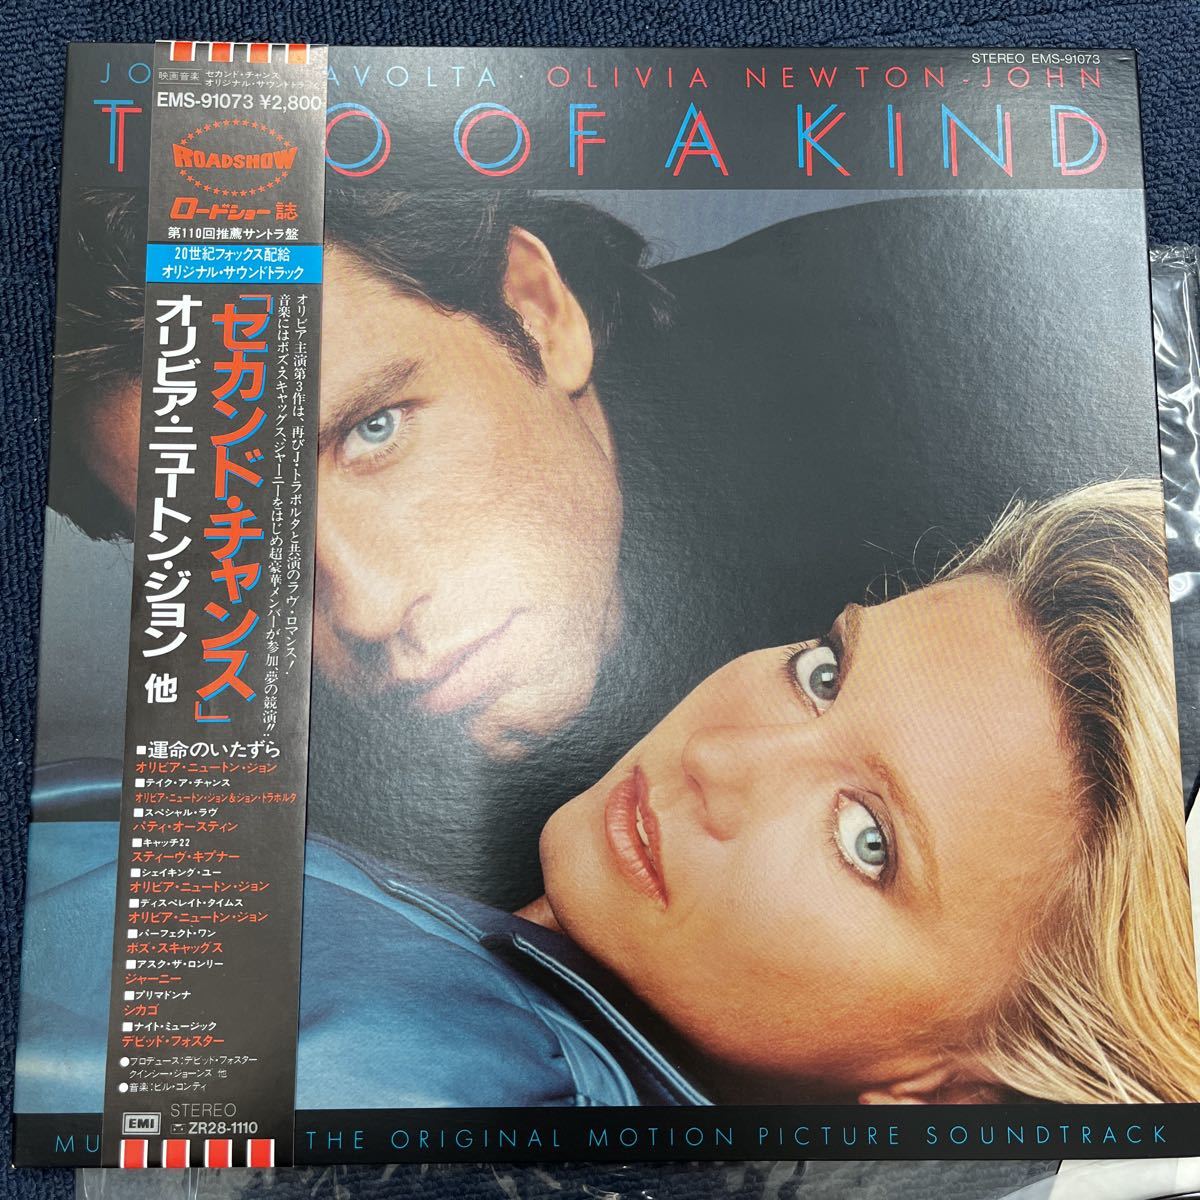 STEREO EMS-91073
JO AVOLTA OLIVIA NEWTON-JOHN
T O OF A KIND
映画音楽 セカンド・チャンス
オリジナル・サウンドトラック
EMS-91073 ¥2,800
ROADSHOW
ロードショー誌
第110回推薦サントラ盤
20世紀フォックス配給
オリジナル・サウンドトラック
オリビア主演第3作は、再びJ・トラボルタと共演のラヴ・ロマンス!
音楽にはボズ・スキャッグス、ジャーニーをはじめ超豪華メンバーが参加、夢の競演!!
「セカンド・チャンス」
オリビア・ニュートン・ジョン 他
■運命のいたずら
オリビア・ニュートン・ジョン
■テイク・ア・チャンス
オリビア・ニュートン・ジョン&ジョン・トラボルタ
■スペシャル・ラヴ
パティ・オースティン
■キャッチ22
スティーヴ・キプナー
■シェイキング・ユー
オリビア・ニュートン・ジョン
■ディスペレイト・タイムス
オリビア・ニュートン・ジョン
■パーフェクト・ワン
ボズ・スキャッグス
■アスク・ザ・ロンリー
ジャーニー
■プリマドンナ
シカゴ
■ナイト・ミュージック
デビッド・フォスター
●プロデュース:デビット・フォスター
クインシー・ジョーンズ 他
●音楽:ビル・コンティ
EMI STEREO
ZR28-1110
MU THE ORIGINAL MOTION PICTURE SOUNDTRACK